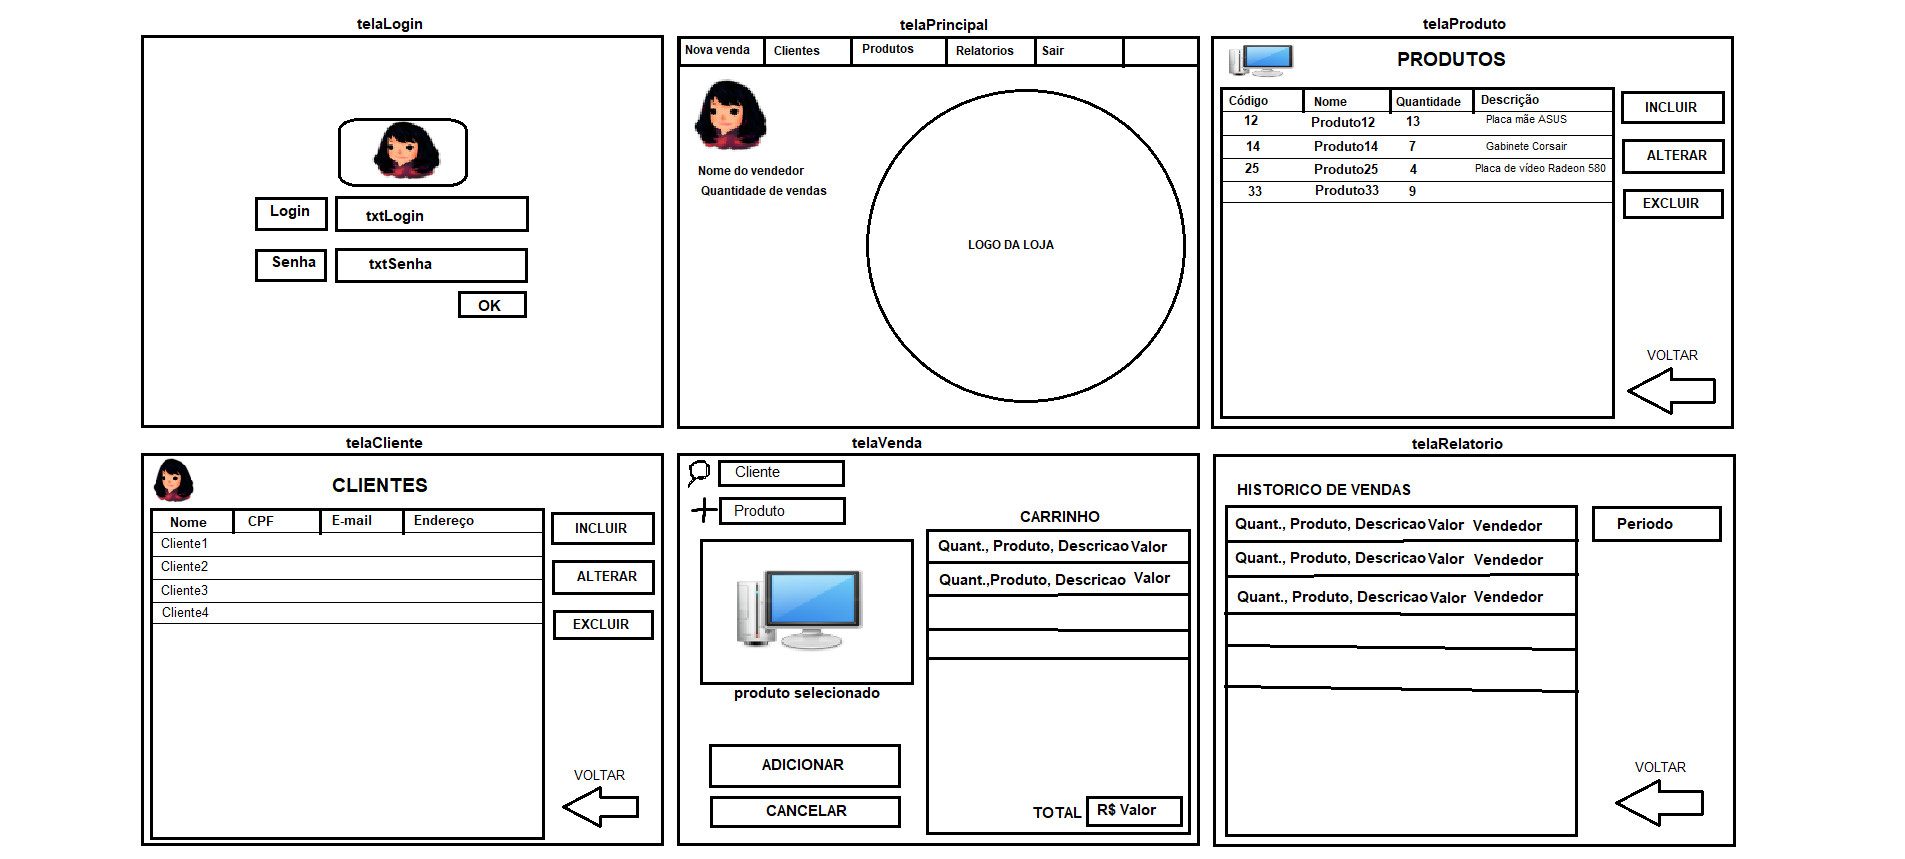 telaLogin
Login
txtLogin
Senha
txtSenha
OK
telaPrincipal
Nova venda Clientes Produtos Relatorios Sair
Nome do vendedor
Quantidade de vendas
LOGO DA LOJA
telaProduto
PRODUTOS
Código Nome Quantidade Descrição
12 Produto12 13 Placa mãe ASUS
14 Produto14 7 Gabinete Corsair
25 Produto25 4 Placa de vídeo Radeon 580
33 Produto33 9
INCLUIR
ALTERAR
EXCLUIR
VOLTAR
telaCliente
CLIENTES
Nome CPF E-mail Endereço
Cliente1
Cliente2
Cliente3
Cliente4
INCLUIR
ALTERAR
EXCLUIR
VOLTAR
telaVenda
Cliente
Produto
produto selecionado
ADICIONAR
CANCELAR
CARRINHO
Quant., Produto, Descricao Valor
Quant.,Produto, Descricao Valor
TOTAL R$ Valor
telaRelatorio
HISTORICO DE VENDAS
Quant., Produto, Descricao Valor Vendedor
Quant., Produto, Descricao Valor Vendedor
Quant., Produto, Descricao Valor Vendedor
Periodo
VOLTAR